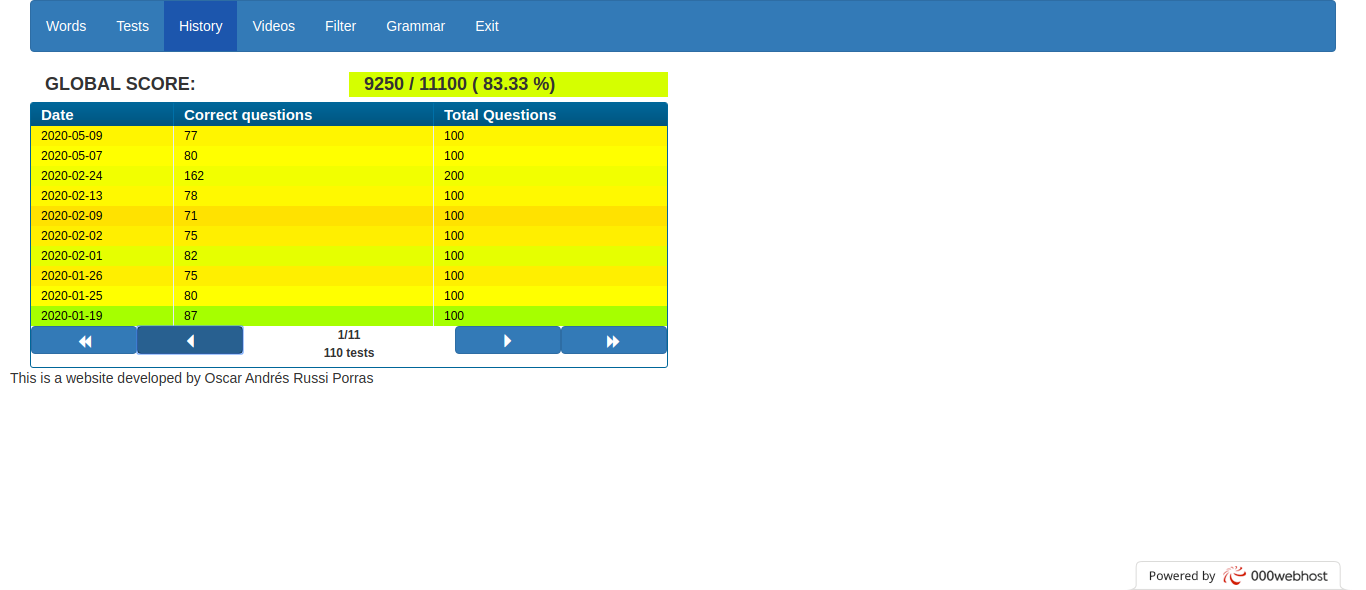 Words Tests History Videos Filter Grammar Exit
GLOBAL SCORE: 9250 / 11100 ( 83.33 %)
Date Correct questions Total Questions
2020-05-09 77 100
2020-05-07 80 100
2020-02-24 162 200
2020-02-13 78 100
2020-02-09 71 100
2020-02-02 75 100
2020-02-01 82 100
2020-01-26 75 100
2020-01-25 80 100
2020-01-19 87 100
1/11
110 tests
This is a website developed by Oscar Andrés Russi Porras
Powered by 000webhost